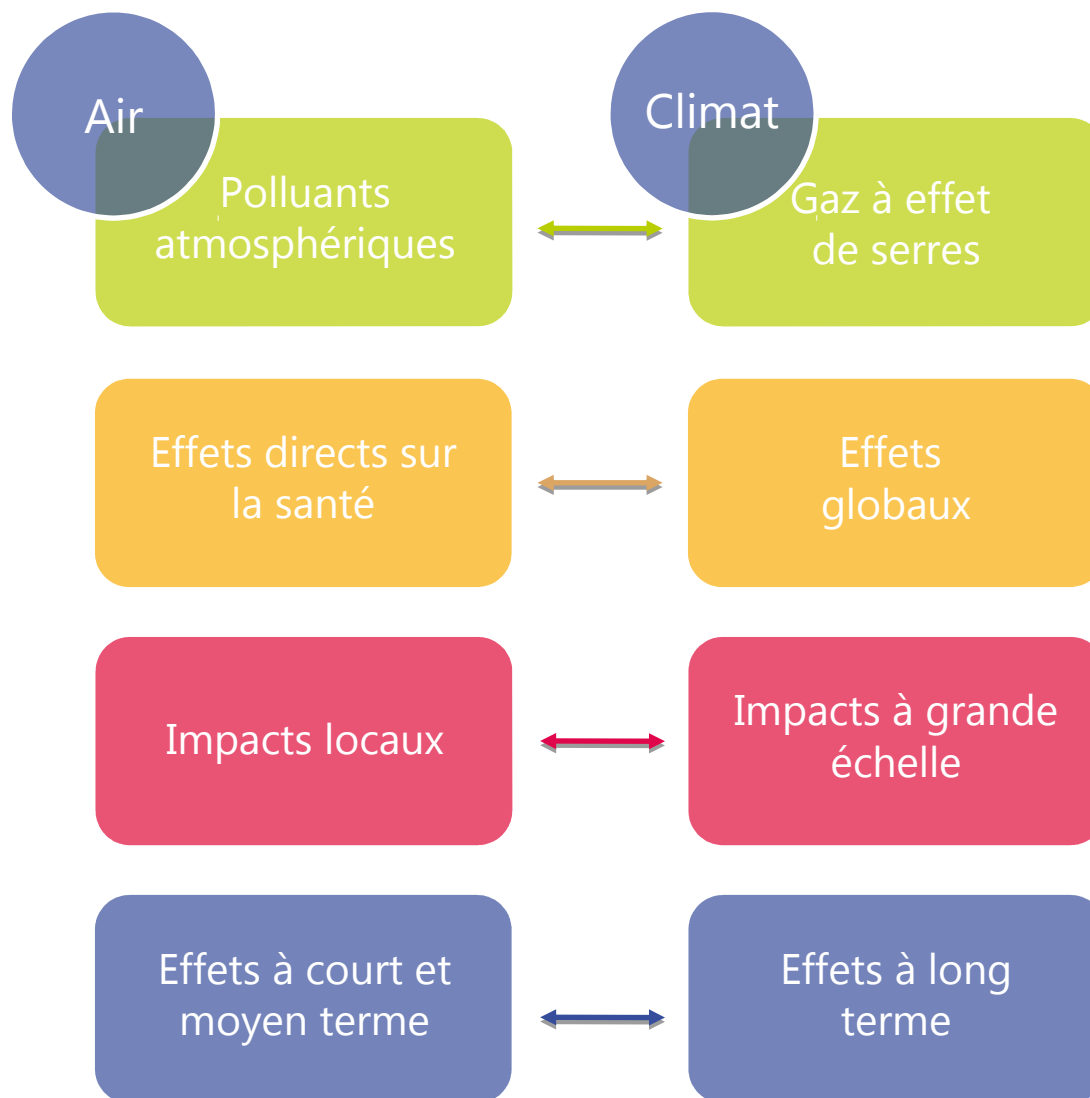 Air
Climat
Polluants
atmosphériques
Gaz à effet
de serres
Effets directs sur
la santé
Effets
globaux
Impacts locaux
Impacts à grande
échelle
Effets à court et
moyen terme
Effets à long
terme